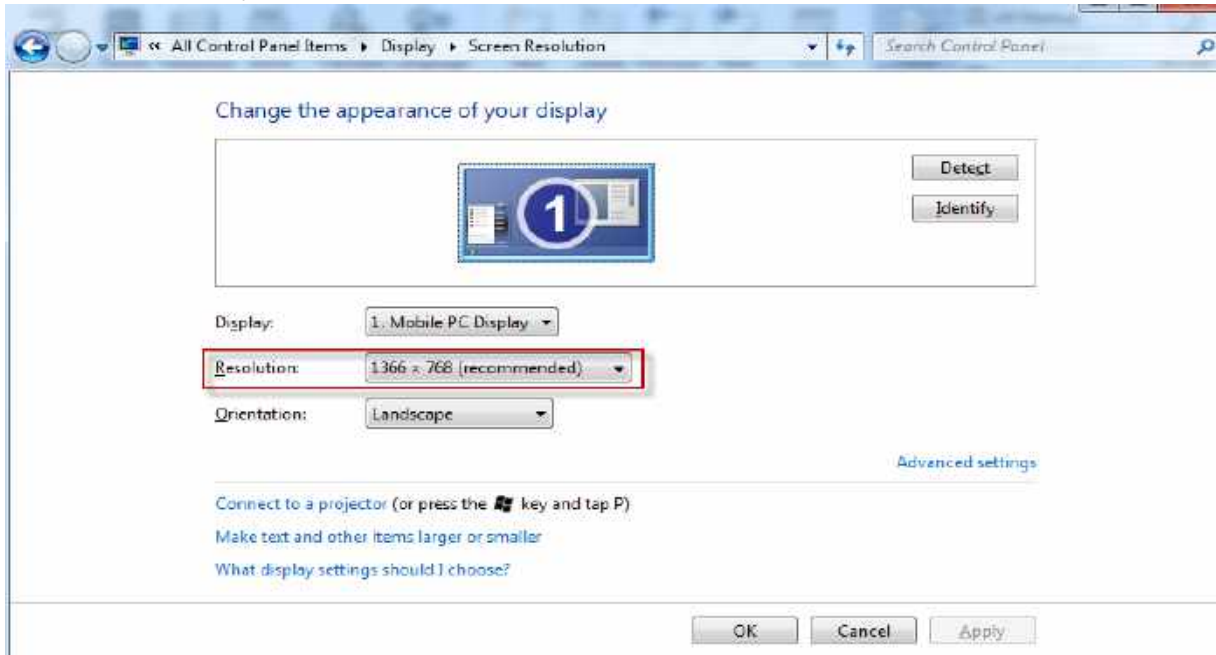 « All Control Panel Items ▸ Display ▸ Screen Resolution Search Control Panel
Change the appearance of your display
1
Detect
Identify
Display: 1. Mobile PC Display
Resolution: 1366 × 768 (recommended)
Orientation: Landscape
Advanced settings
Connect to a projector (or press the key and tap P)
Make text and other items larger or smaller
What display settings should I choose?
OK Cancel Apply